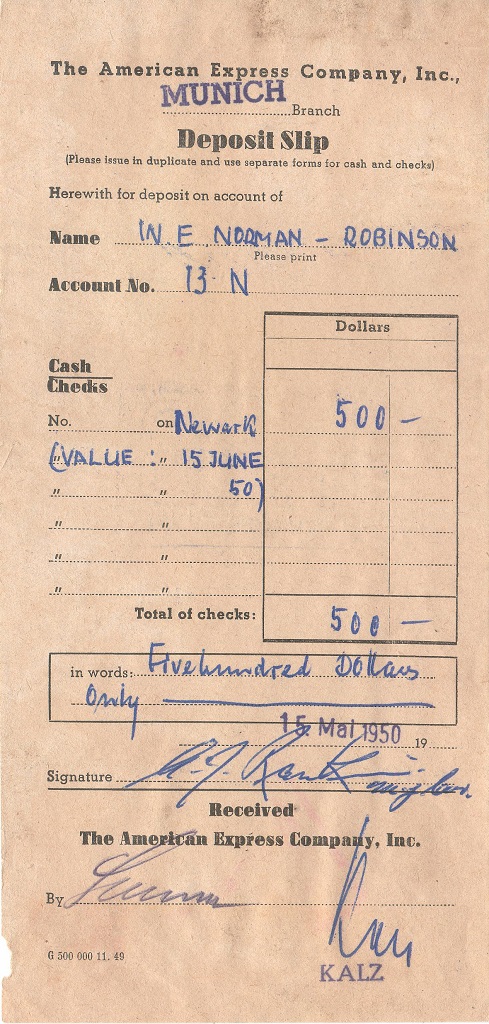 The American Express Company, Inc.,
MUNICH Branch
Deposit Slip
(Please issue in duplicate and use separate forms for cash and checks)
Herewith for deposit on account of
Name W E NORMAN - ROBINSON
Please print
Account No. 13 N
Dollars
Cash
Checks
No. on Newark 500 -
" (VALUE : " 15 JUNE
" " 50)
" "
" "
" "
Total of checks: 500 -
in words: Fivehundred Dollars
Only
15. Mai 1950 19
Signature
Received
The American Express Company, Inc.
By
KALZ
G 500 000 11. 49